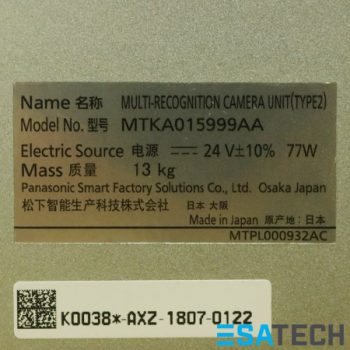 Name 名称 MULTI-RECOGNITION CAMERA UNIT(TYPE2)
Model No. 型号 MTKA015999AA
Electric Source 电源 ⎓ 24 V±10% 77W
Mass 质量 13 kg
Panasonic Smart Factory Solutions Co., Ltd. Osaka Japan
松下智能生产科技株式会社 日本 大阪
Made in Japan 原产地：日本
MTPL000932AC
K0038*-AXZ-1807-0122
ESATECH